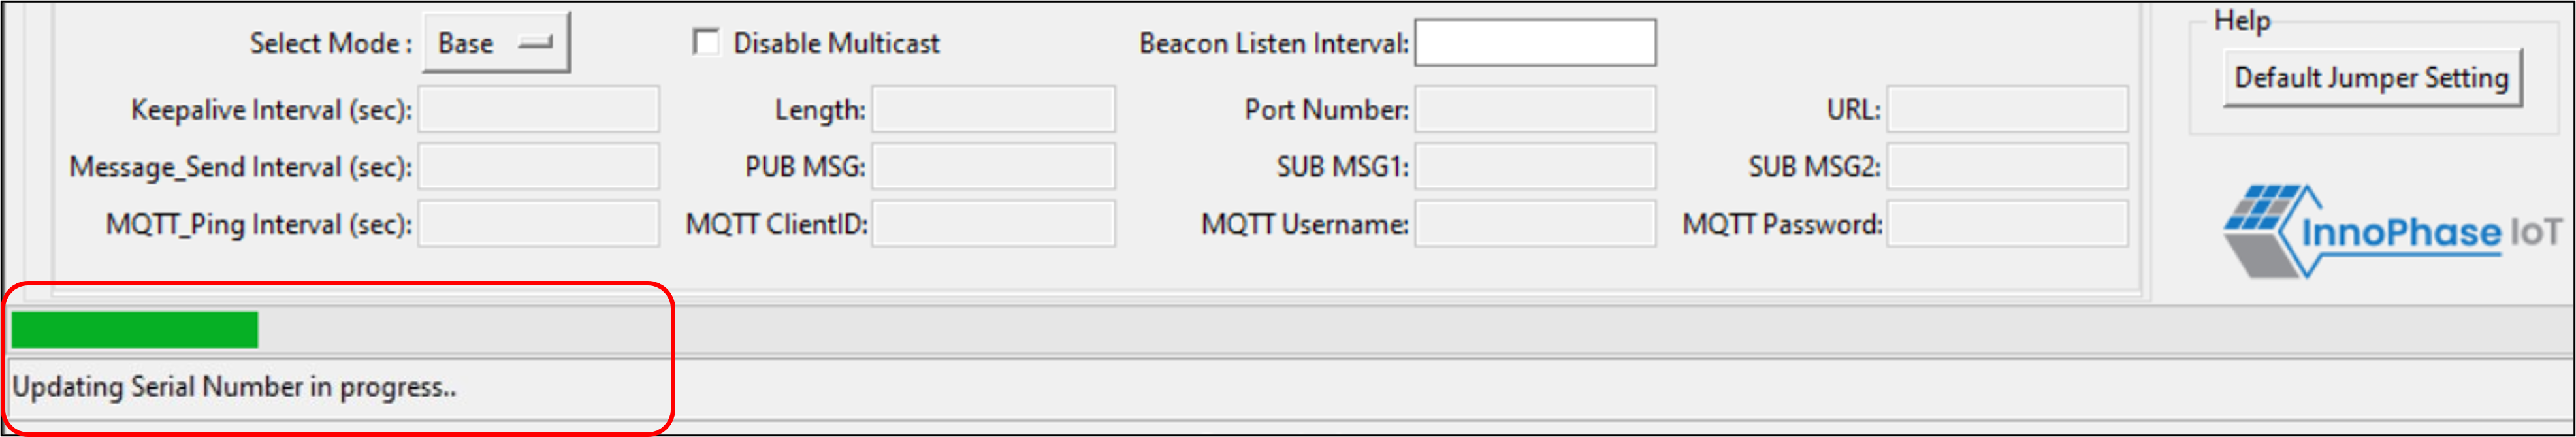 Select Mode : Base Disable Multicast Beacon Listen Interval: Help
Default Jumper Setting
Keepalive Interval (sec): Length: Port Number: URL:
Message_Send Interval (sec): PUB MSG: SUB MSG1: SUB MSG2:
MQTT_Ping Interval (sec): MQTT ClientID: MQTT Username: MQTT Password:
InnoPhase IoT
Updating Serial Number in progress..